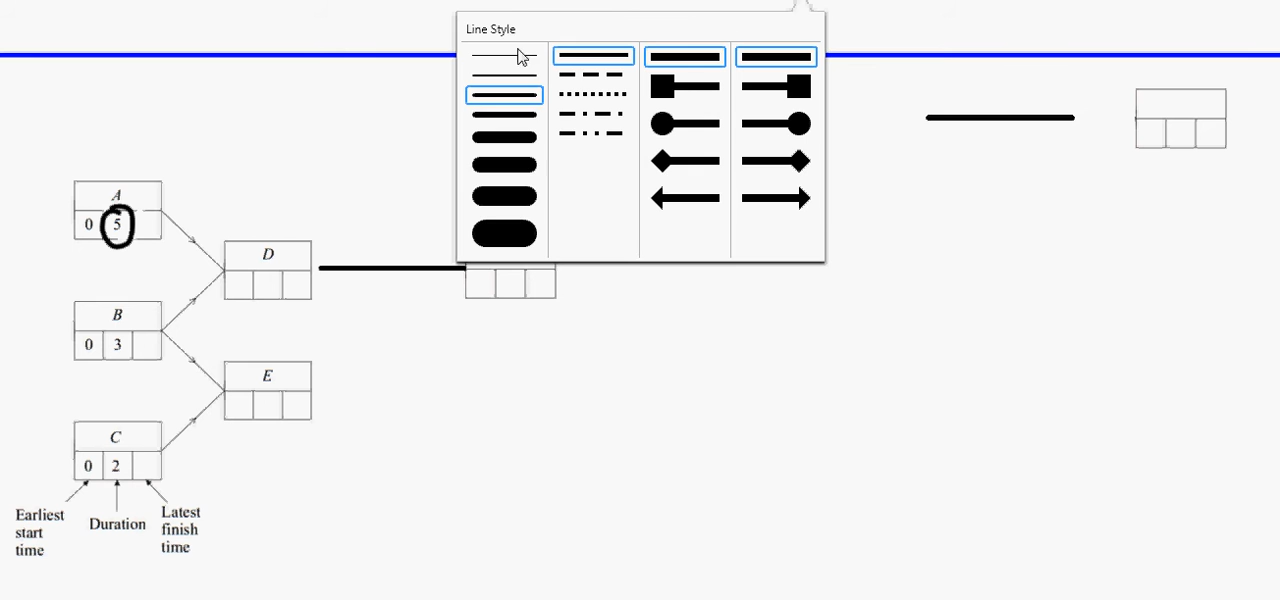 Line Style
A
0 5
D
B
0 3
E
C
0 2
Earliest
start
time
Duration
Latest
finish
time